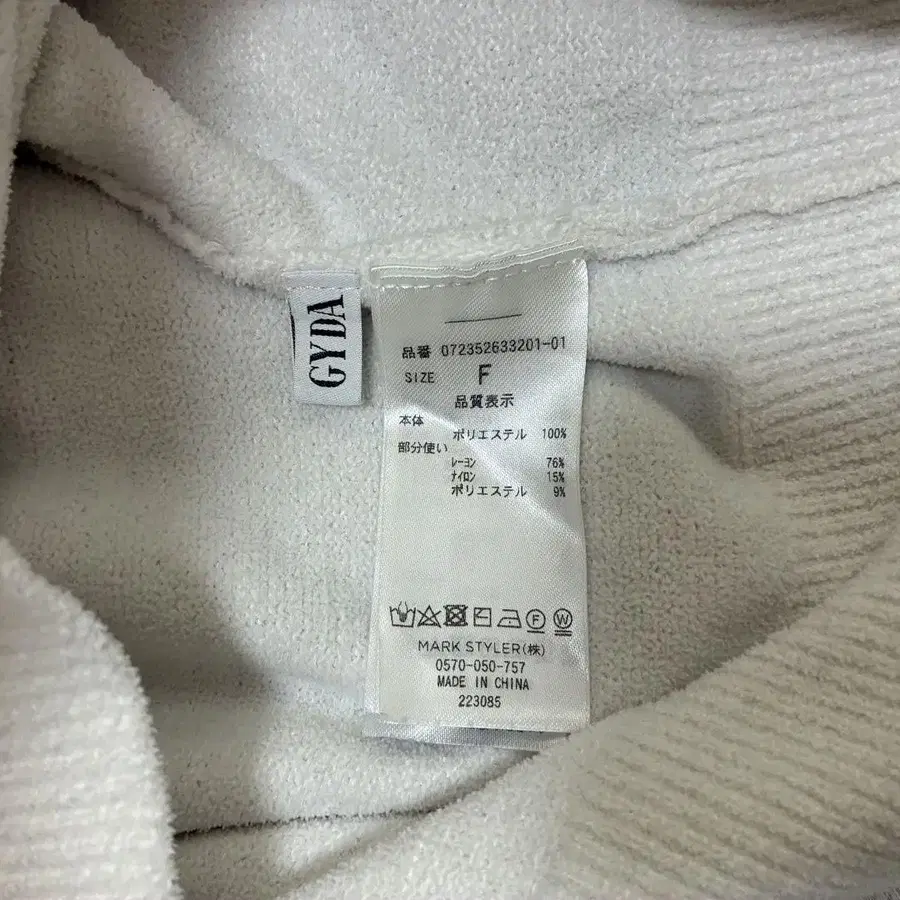 GYDA
品番 072352633201-01
SIZE F
品質表示
本体
ポリエステル 100%
部分使い
レーヨン 76%
ナイロン 15%
ポリエステル 9%
F W
MARK STYLER(株)
0570-050-757
MADE IN CHINA
223085